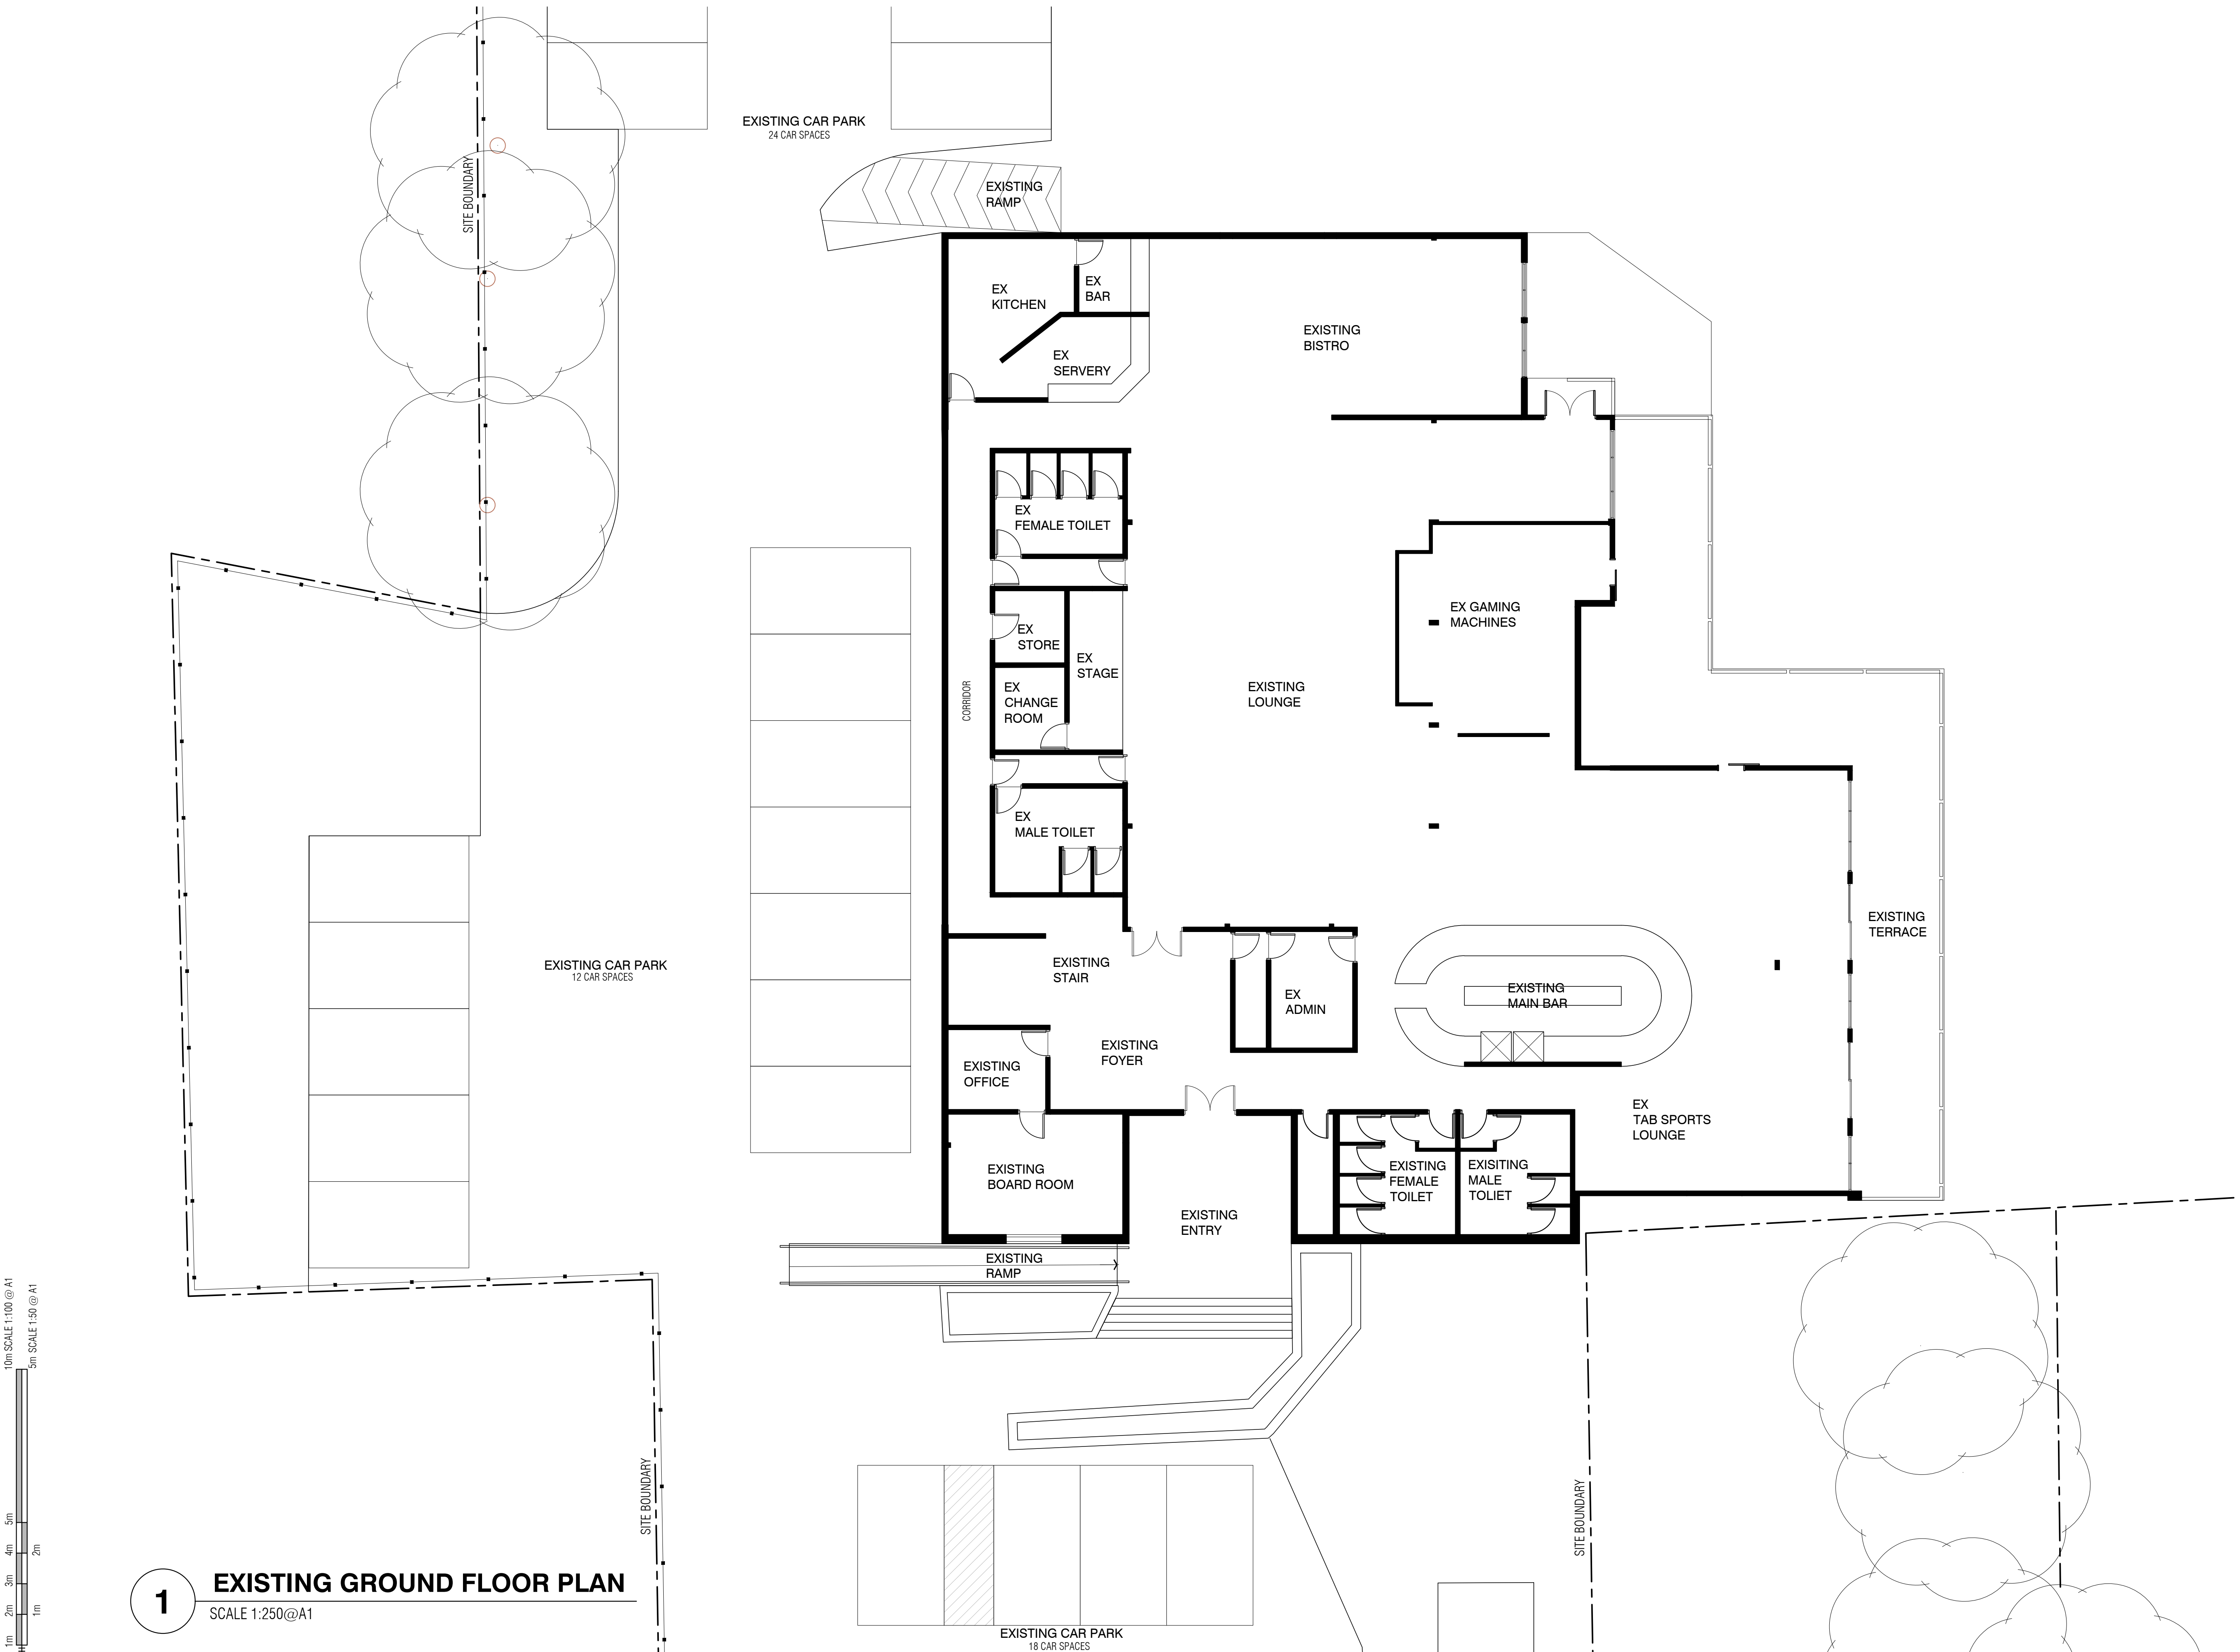 EXISTING CAR PARK
24 CAR SPACES
SITE BOUNDARY
EXISTING
RAMP
EX
KITCHEN
EX
BAR
EX
SERVERY
EXISTING
BISTRO
EX
FEMALE TOILET
EX
STORE
EX
STAGE
EX
CHANGE
ROOM
CORRIDOR
EX
MALE TOILET
EX GAMING
MACHINES
EXISTING
LOUNGE
EXISTING
TERRACE
EXISTING CAR PARK
12 CAR SPACES
EXISTING
STAIR
EX
ADMIN
EXISTING
MAIN BAR
EXISTING
FOYER
EXISTING
OFFICE
EX
TAB SPORTS
LOUNGE
EXISTING
BOARD ROOM
EXISTING
FEMALE
TOILET
EXISITING
MALE
TOLIET
EXISTING
ENTRY
EXISTING
RAMP
10m SCALE 1:100 @ A1
5m SCALE 1:50 @ A1
5m
4m
3m
2m
1m
2m
1m
SITE BOUNDARY
SITE BOUNDARY
1
EXISTING GROUND FLOOR PLAN
SCALE 1:250@A1
EXISTING CAR PARK
18 CAR SPACES